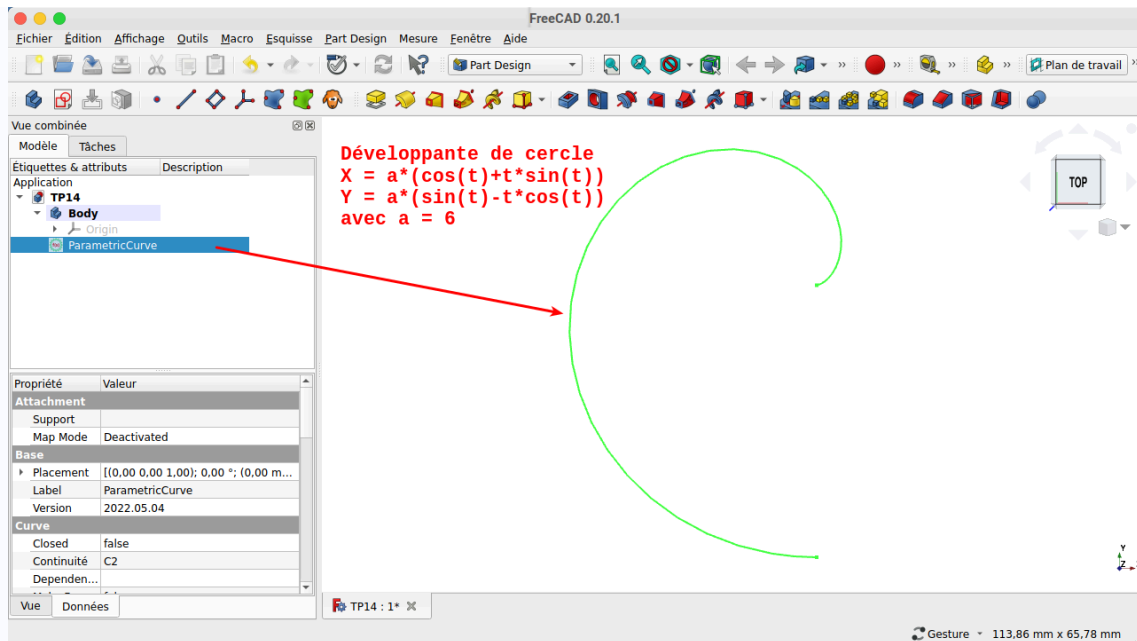 FreeCAD 0.20.1
Fichier Édition Affichage Outils Macro Esquisse Part Design Mesure Fenêtre Aide
Part Design
Plan de travail
Vue combinée
Modèle Tâches
Étiquettes & attributs Description
Application
TP14
Body
Origin
ParametricCurve
Développante de cercle
X = a*(cos(t)+t*sin(t))
Y = a*(sin(t)-t*cos(t))
avec a = 6
TOP
Propriété Valeur
Attachment
Support
Map Mode Deactivated
Base
Placement [(0,00 0,00 1,00); 0,00 °; (0,00 m...
Label ParametricCurve
Version 2022.05.04
Curve
Closed false
Continuité C2
Dependen...
Vue Données
TP14 : 1*
Y
Z
Gesture 113,86 mm x 65,78 mm